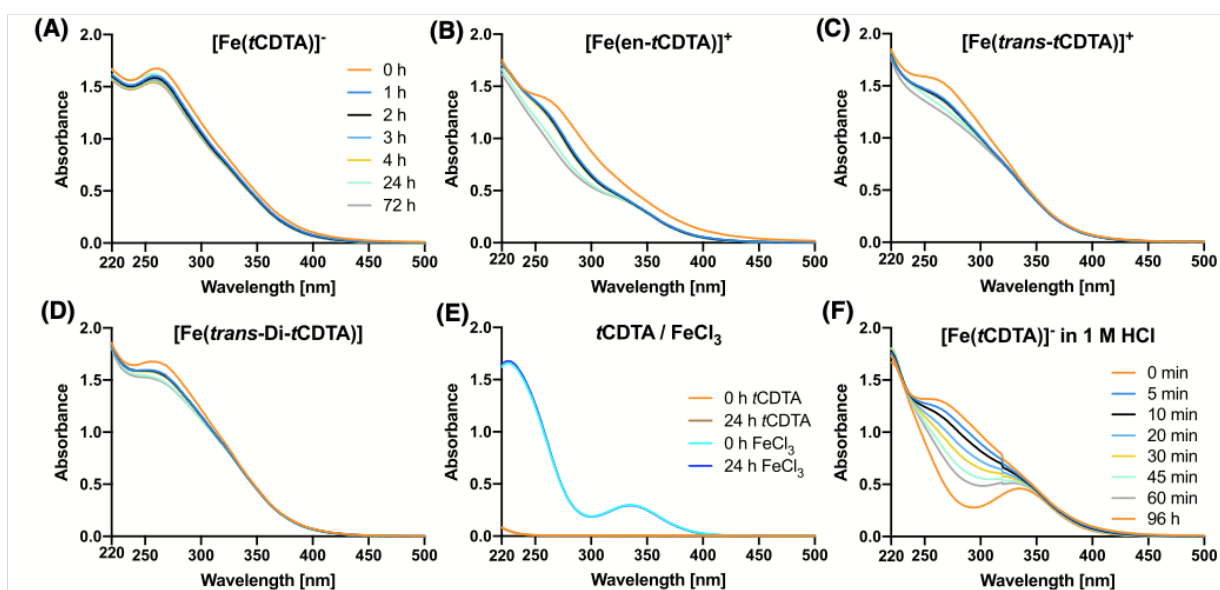 (A) [Fe(tCDTA)]-
Absorbance
2.0
1.5
1.0
0.5
0.0
220 250 300 350 400 450 500
Wavelength [nm]
0 h
1 h
2 h
3 h
4 h
24 h
72 h
(B) [Fe(en-tCDTA)]+
Absorbance
2.0
1.5
1.0
0.5
0.0
220 250 300 350 400 450 500
Wavelength [nm]
(C) [Fe(trans-tCDTA)]+
Absorbance
2.0
1.5
1.0
0.5
0.0
220 250 300 350 400 450 500
Wavelength [nm]
(D) [Fe(trans-Di-tCDTA)]
Absorbance
2.0
1.5
1.0
0.5
0.0
220 250 300 350 400 450 500
Wavelength [nm]
(E) tCDTA / FeCl3
Absorbance
2.0
1.5
1.0
0.5
0.0
220 250 300 350 400 450 500
Wavelength [nm]
0 h tCDTA
24 h tCDTA
0 h FeCl3
24 h FeCl3
(F) [Fe(tCDTA)]- in 1 M HCl
Absorbance
2.0
1.5
1.0
0.5
0.0
220 250 300 350 400 450 500
Wavelength [nm]
0 min
5 min
10 min
20 min
30 min
45 min
60 min
96 h